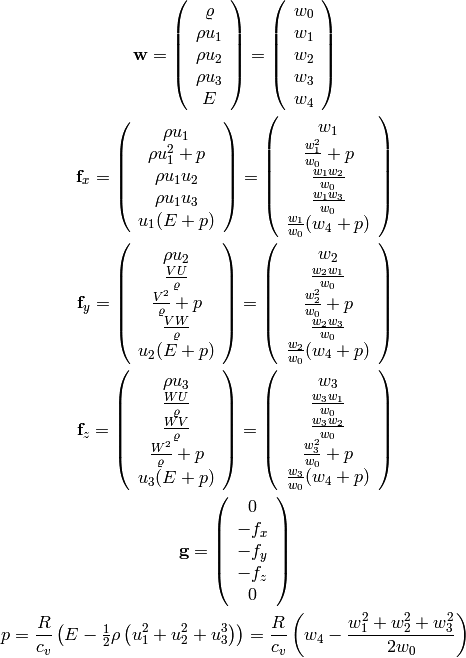 \mathbf{w} = \begin{pmatrix} \varrho \\ \rho u_1 \\ \rho u_2 \\ \rho u_3 \\ E \end{pmatrix} = \begin{pmatrix} w_0 \\ w_1 \\ w_2 \\ w_3 \\ w_4 \end{pmatrix}
\mathbf{f}_x = \begin{pmatrix} \rho u_1 \\ \rho u_1^2 + p \\ \rho u_1 u_2 \\ \rho u_1 u_3 \\ u_1(E + p) \end{pmatrix} = \begin{pmatrix} w_1 \\ \frac{w_1^2}{w_0} + p \\ \frac{w_1 w_2}{w_0} \\ \frac{w_1 w_3}{w_0} \\ \frac{w_1}{w_0}(w_4 + p) \end{pmatrix}
\mathbf{f}_y = \begin{pmatrix} \rho u_2 \\ \frac{VU}{\varrho} \\ \frac{V^2}{\varrho} + p \\ \frac{VW}{\varrho} \\ u_2(E + p) \end{pmatrix} = \begin{pmatrix} w_2 \\ \frac{w_2 w_1}{w_0} \\ \frac{w_2^2}{w_0} + p \\ \frac{w_2 w_3}{w_0} \\ \frac{w_2}{w_0}(w_4 + p) \end{pmatrix}
\mathbf{f}_z = \begin{pmatrix} \rho u_3 \\ \frac{WU}{\varrho} \\ \frac{WV}{\varrho} \\ \frac{W^2}{\varrho} + p \\ u_3(E + p) \end{pmatrix} = \begin{pmatrix} w_3 \\ \frac{w_3 w_1}{w_0} \\ \frac{w_3 w_2}{w_0} \\ \frac{w_3^2}{w_0} + p \\ \frac{w_3}{w_0}(w_4 + p) \end{pmatrix}
\mathbf{g} = \begin{pmatrix} 0 \\ -f_x \\ -f_y \\ -f_z \\ 0 \end{pmatrix}
p = \frac{R}{c_v} \left( E - \frac{1}{2} \rho \left( u_1^2 + u_2^2 + u_3^3 \right) \right) = \frac{R}{c_v} \left( w_4 - \frac{w_1^2 + w_2^2 + w_3^2}{2w_0} \right)